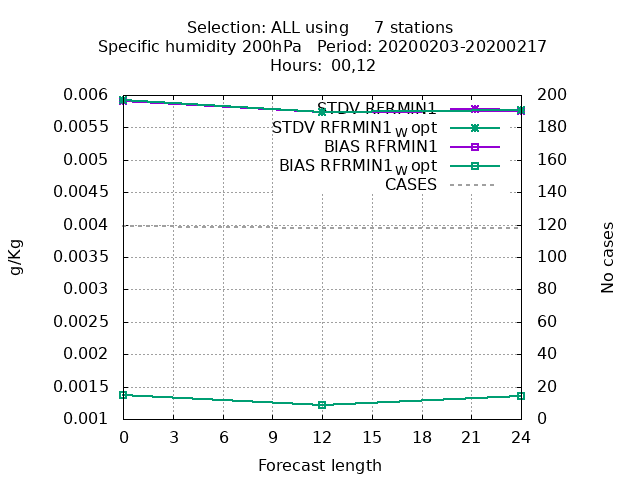 Selection: ALL using     7 stations
Specific humidity 200hPa   Period: 20200203-20200217
Hours: 00,12
0.006
0.0055
0.005
0.0045
0.004
0.0035
0.003
0.0025
0.002
0.0015
0.001
g/Kg
STDV RFRMIN1
STDV RFRMIN1w opt
BIAS RFRMIN1
BIAS RFRMIN1w opt
CASES
200
180
160
140
120
100
80
60
40
20
0
No cases
0 3 6 9 12 15 18 21 24
Forecast length